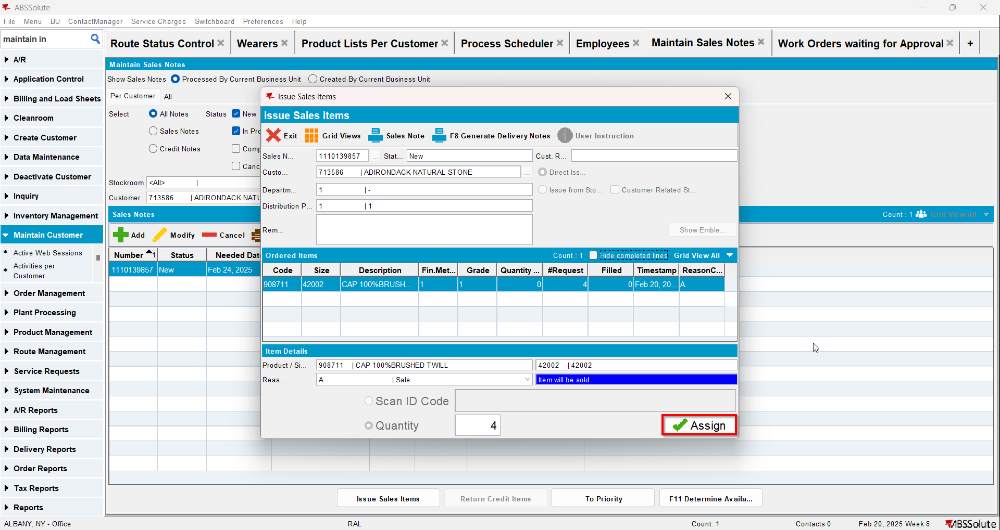 ABSSolute
File Menu BU ContactManager Service Charges Switchboard Preferences Help
maintain in
Route Status Control Wearers Product Lists Per Customer Process Scheduler Employees Maintain Sales Notes Work Orders waiting for Approval +
A/R
Application Control
Billing and Load Sheets
Cleanroom
Create Customer
Data Maintenance
Deactivate Customer
Inquiry
Inventory Management
Maintain Customer
Active Web Sessions
Activities per
Customer
Order Management
Plant Processing
Product Management
Route Management
Service Requests
System Maintenance
A/R Reports
Billing Reports
Delivery Reports
Order Reports
Tax Reports
Reports
Maintain Sales Notes
Show Sales Notes Processed By Current Business Unit Created By Current Business Unit
Per Customer All
Select All Notes Status New
Sales Notes In Pro
Credit Notes Comp
Canc
Stockroom <All> |
Customer 713586 | ADIRONDACK NATU
Sales Notes Count : 1 Grid View All
Add Modify Cancel
Number 1 Status Needed Dat
1110139857 New Feb 24, 2025
Issue Sales Items
Issue Sales Items
Exit Grid Views Sales Note F8 Generate Delivery Notes User Instruction
Sales N... 1110139857 ... Stat... New Cust. R...
Custo... 713586 | ADIRONDACK NATURAL STONE ... Direct Iss...
Departm... 1 | - Issue from Sto... Customer Related St...
Distribution P... 1 | 1
Rem... Show Emble...
Ordered Items Count : 1 Hide completed lines Grid View All
Code Size Description Fin.Met... Grade Quantity ... #Request Filled Timestamp ReasonC...
908711 42002 CAP 100%BRUSH... 1 1 0 4 0 Feb 20, 20... A
Item Details
Product / Si... 908711 | CAP 100%BRUSHED TWILL 42002 | 42002
Reas... A | Sale Item will be sold
Scan ID Code
Quantity 4 Assign
Issue Sales Items Return Credit Items To Priority F11 Determine Availa...
ALBANY, NY - Office RAL Count: 1 Contacts 0 Feb 20, 2025 Week 8 ABSSolute